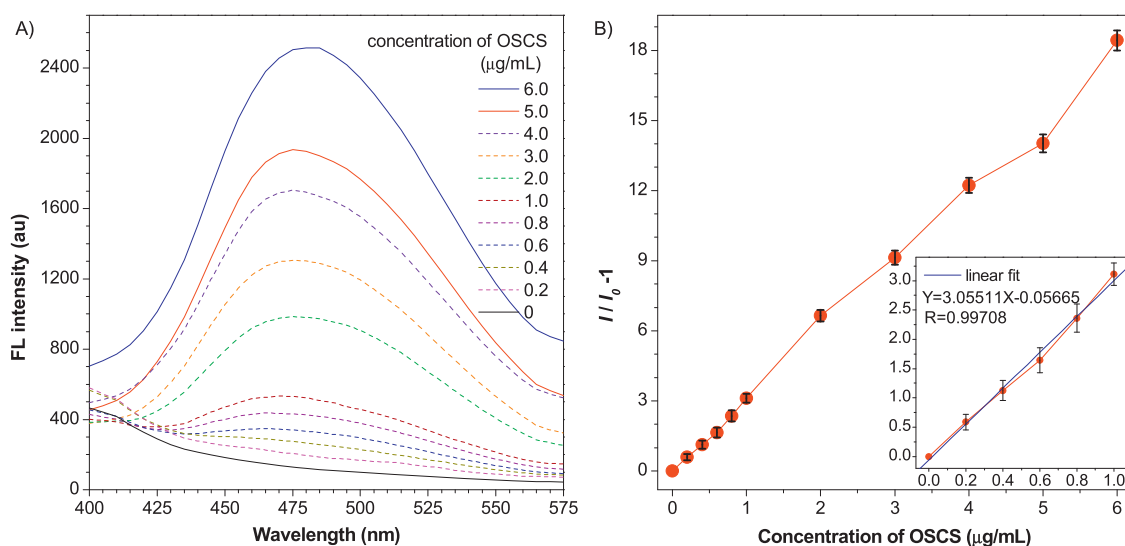 A)
concentration of OSCS
(μg/mL)
6.0
5.0
4.0
3.0
2.0
1.0
0.8
0.6
0.4
0.2
0
2400
2000
1600
1200
800
400
0
400 425 450 475 500 525 550 575
FL intensity (au)
Wavelength (nm)
B)
18
15
12
9
6
3
0
0 1 2 3 4 5 6
I / I0 -1
Concentration of OSCS (μg/mL)
linear fit
Y=3.05511X-0.05665
R=0.99708
3.0
2.5
2.0
1.5
1.0
0.5
0.0
0.0 0.2 0.4 0.6 0.8 1.0